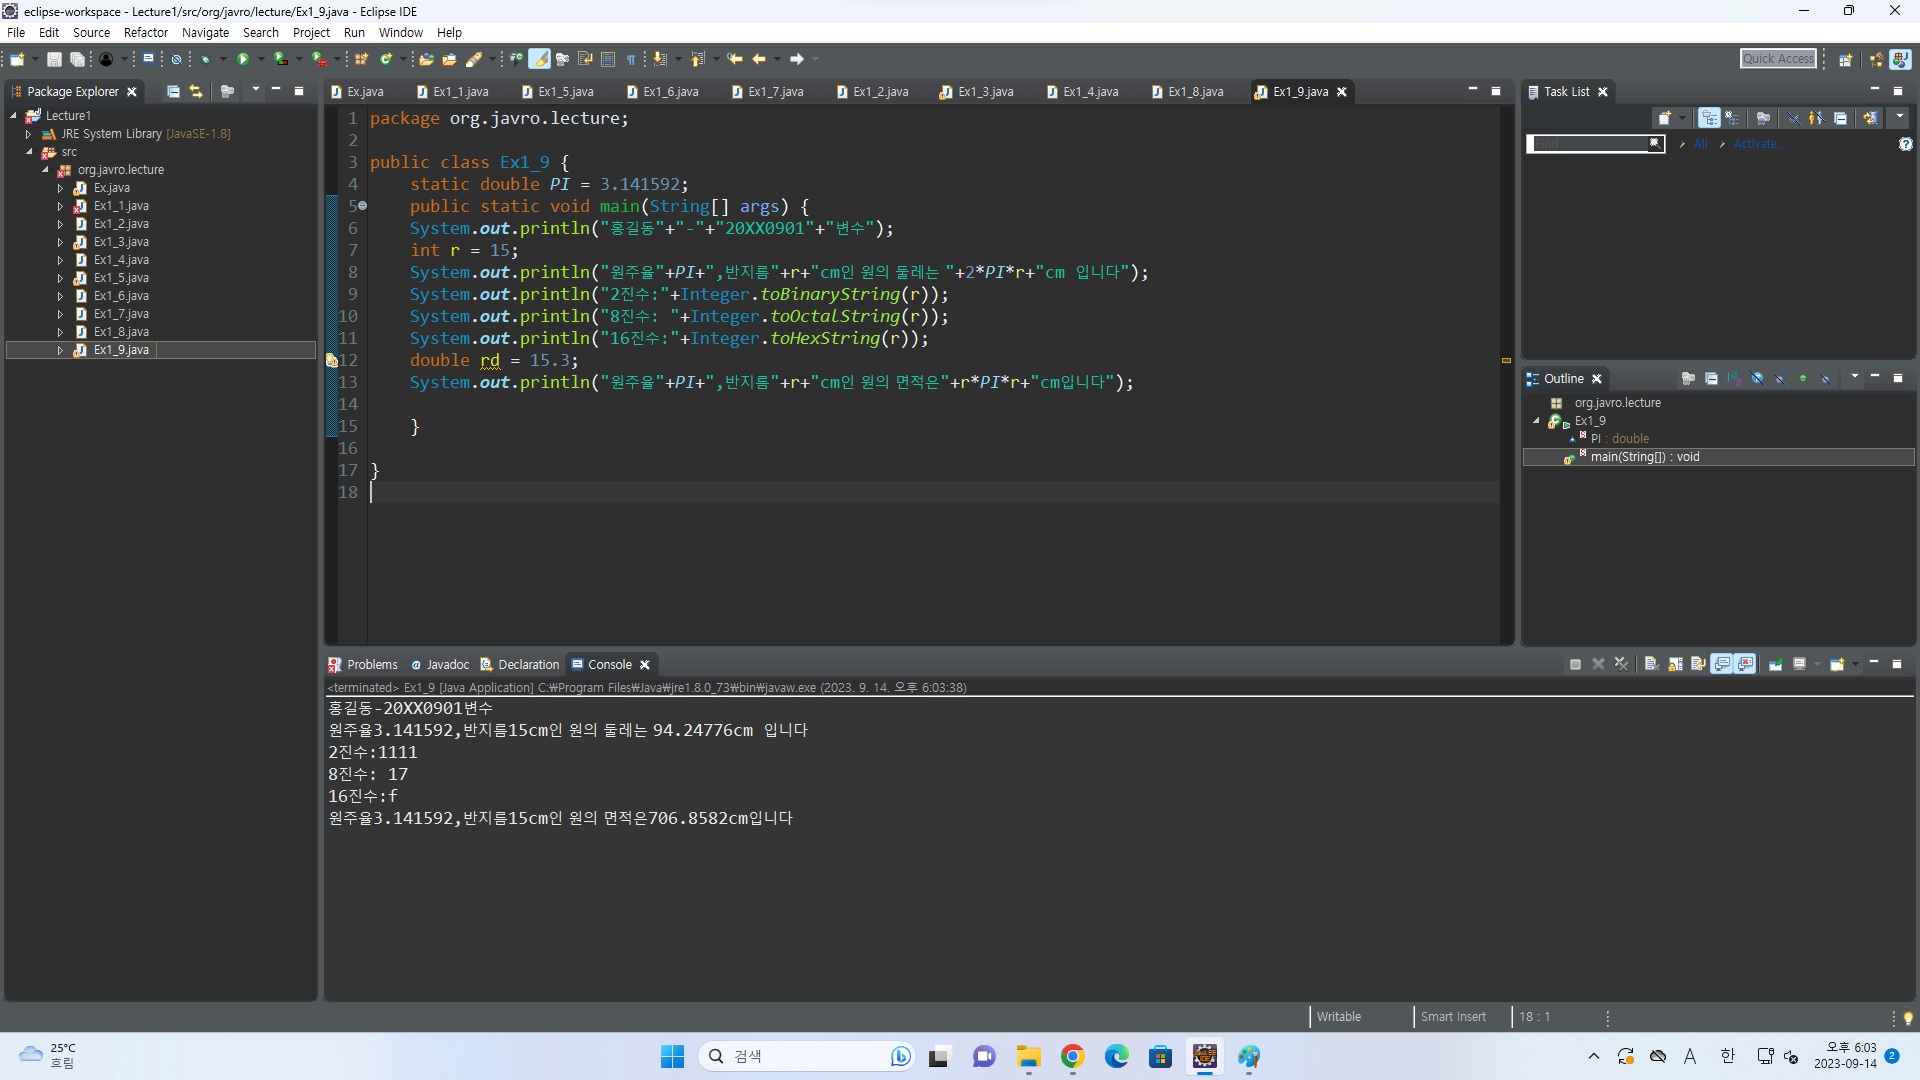 eclipse-workspace - Lecture1/src/org/javro/lecture/Ex1_9.java - Eclipse IDE
File Edit Source Refactor Navigate Search Project Run Window Help
Quick Access
Package Explorer
Lecture1
JRE System Library [JavaSE-1.8]
src
org.javro.lecture
Ex.java
Ex1_1.java
Ex1_2.java
Ex1_3.java
Ex1_4.java
Ex1_5.java
Ex1_6.java
Ex1_7.java
Ex1_8.java
Ex1_9.java
Ex.java Ex1_1.java Ex1_5.java Ex1_6.java Ex1_7.java Ex1_2.java Ex1_3.java Ex1_4.java Ex1_8.java Ex1_9.java
1 package org.javro.lecture;
2
3 public class Ex1_9 {
4 static double PI = 3.141592;
5 public static void main(String[] args) {
6 System.out.println("홍길동"+"-"+"20XX0901"+"변수");
7 int r = 15;
8 System.out.println("원주율"+PI+",반지름"+r+"cm인 원의 둘레는 "+2*PI*r+"cm 입니다");
9 System.out.println("2진수:"+Integer.toBinaryString(r));
10 System.out.println("8진수: "+Integer.toOctalString(r));
11 System.out.println("16진수:"+Integer.toHexString(r));
12 double rd = 15.3;
13 System.out.println("원주율"+PI+",반지름"+r+"cm인 원의 면적은"+r*PI*r+"cm입니다");
14
15 }
16
17 }
18
Task List
Find All Activate...
Outline
org.javro.lecture
Ex1_9
PI : double
main(String[]) : void
Problems Javadoc Declaration Console
<terminated> Ex1_9 [Java Application] C:₩Program Files₩Java₩jre1.8.0_73₩bin₩javaw.exe (2023. 9. 14. 오후 6:03:38)
홍길동-20XX0901변수
원주율3.141592,반지름15cm인 원의 둘레는 94.24776cm 입니다
2진수:1111
8진수: 17
16진수:f
원주율3.141592,반지름15cm인 원의 면적은706.8582cm입니다
Writable Smart Insert 18 : 1
25°C
흐림
검색
A 한
오후 6:03
2023-09-14
2